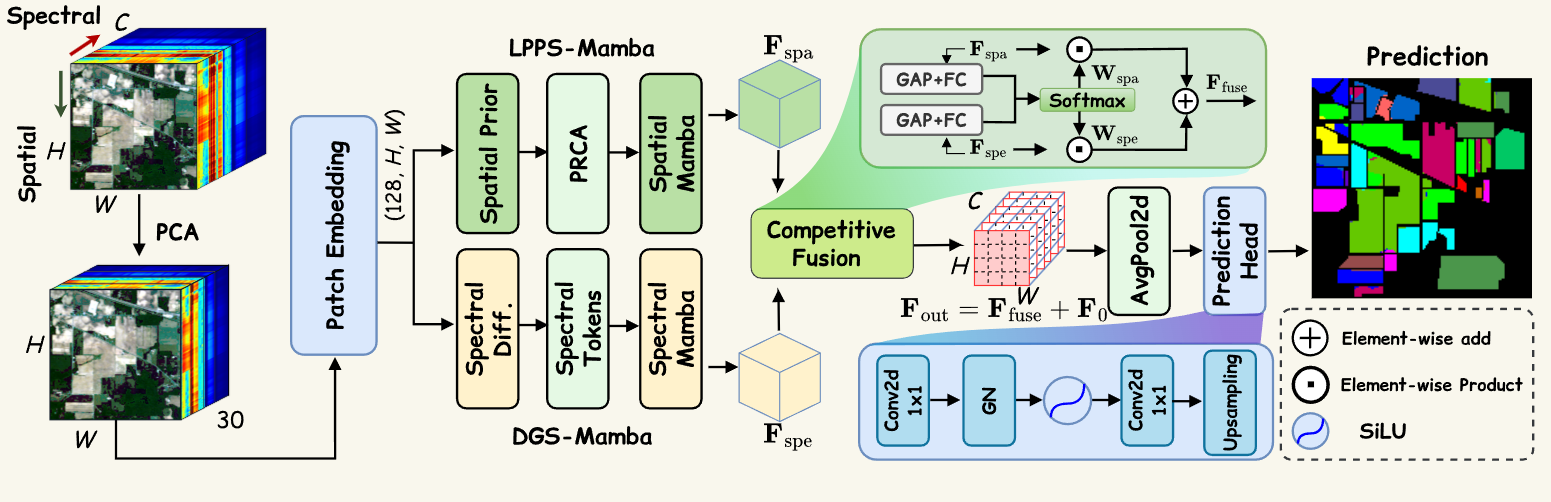 Spectral
C
Spatial
H
W
PCA
H
W
30
Patch Embedding
(128, H, W)
LPPS-Mamba
Spatial Prior
PRCA
Spatial
Mamba
Spectral
Diff.
Spectral
Tokens
Spectral
Mamba
DGS-Mamba
F_spa
F_spe
Competitive
Fusion
GAP+FC
GAP+FC
F_spa
F_spe
Softmax
W_spa
W_spe
F_fuse
C
H
W
F_out = F_fuse + F_0
AvgPool2d
Prediction
Head
Conv2d
1x1
GN
Conv2d
1x1
Upsampling
Prediction
Element-wise add
Element-wise Product
SiLU